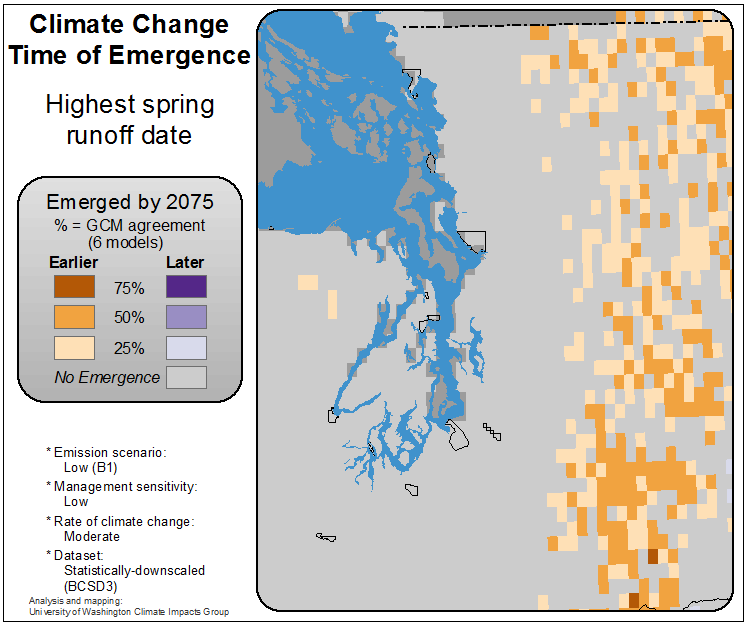 Climate Change
Time of Emergence
Highest spring
runoff date
Emerged by 2075
% = GCM agreement
(6 models)
Earlier Later
75%
50%
25%
No Emergence
* Emission scenario:
Low (B1)
* Management sensitivity:
Low
* Rate of climate change:
Moderate
* Dataset:
Statistically-downscaled
(BCSD3)
Analysis and mapping:
University of Washington Climate Impacts Group